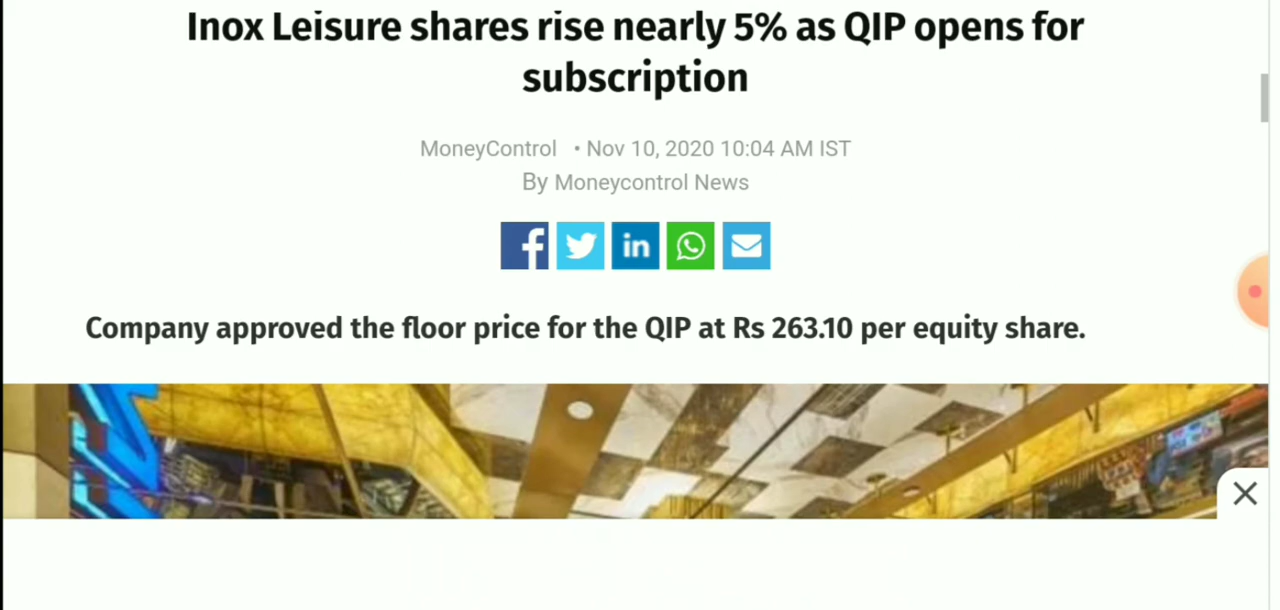 Inox Leisure shares rise nearly 5% as QIP opens for
subscription
MoneyControl • Nov 10, 2020 10:04 AM IST
By Moneycontrol News
in
Company approved the floor price for the QIP at Rs 263.10 per equity share.